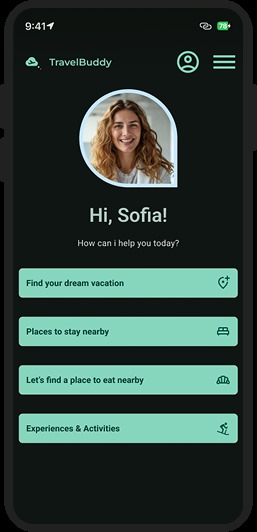 9:41
78
TravelBuddy
Hi, Sofia!
How can i help you today?
Find your dream vacation
Places to stay nearby
Let's find a place to eat nearby
Experiences & Activities